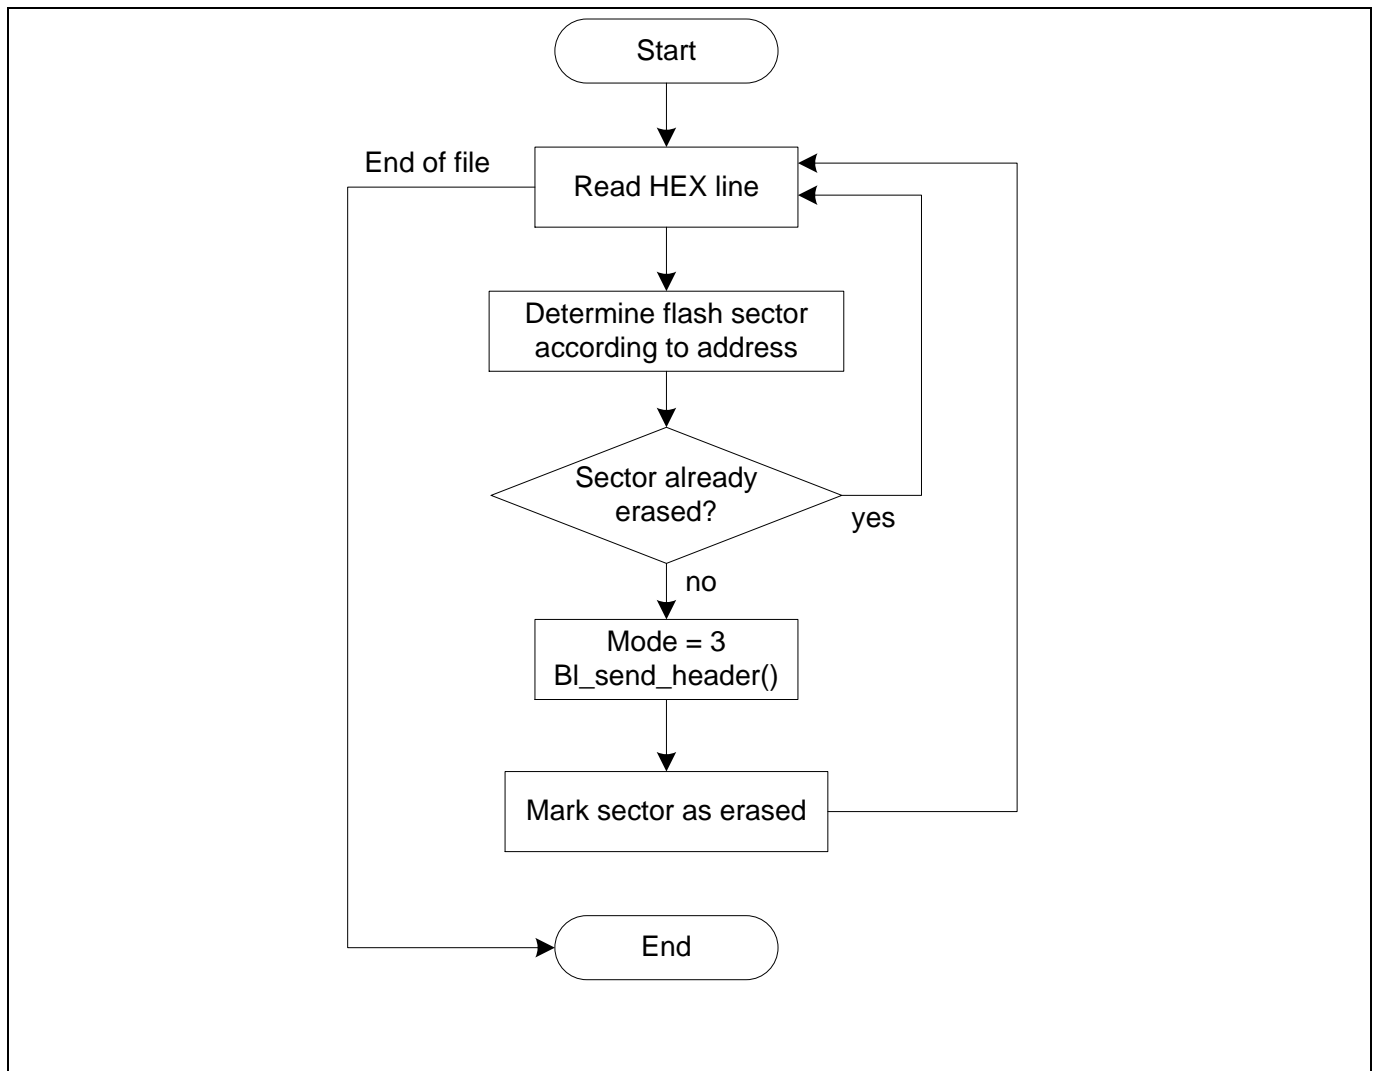 Start
End of file
Read HEX line
Determine flash sector
according to address
Sector already
erased?
yes
no
Mode = 3
Bl_send_header()
Mark sector as erased
End